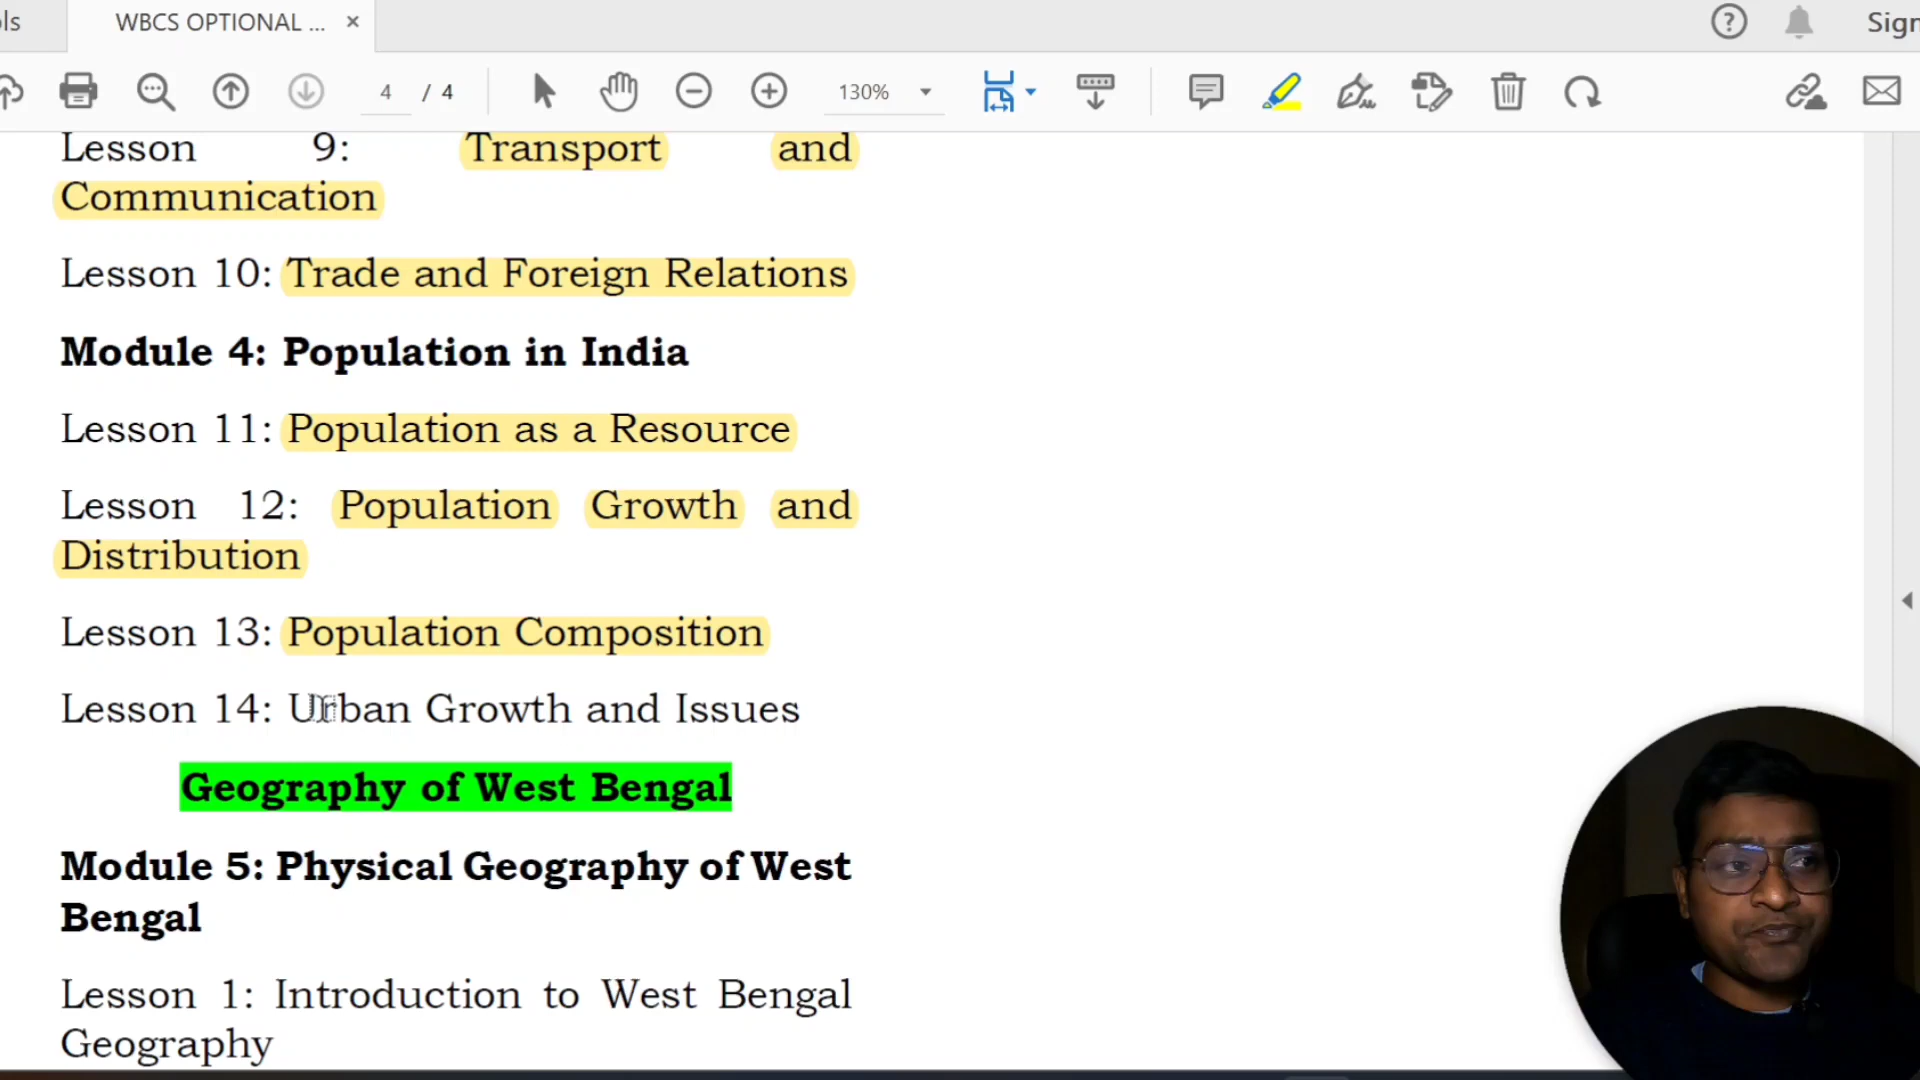 ls
WBCS OPTIONAL ...
Sign
4 / 4
130%
Lesson 9: Transport and
Communication
Lesson 10: Trade and Foreign Relations
Module 4: Population in India
Lesson 11: Population as a Resource
Lesson 12: Population Growth and
Distribution
Lesson 13: Population Composition
Lesson 14: Urban Growth and Issues
Geography of West Bengal
Module 5: Physical Geography of West
Bengal
Lesson 1: Introduction to West Bengal
Geography